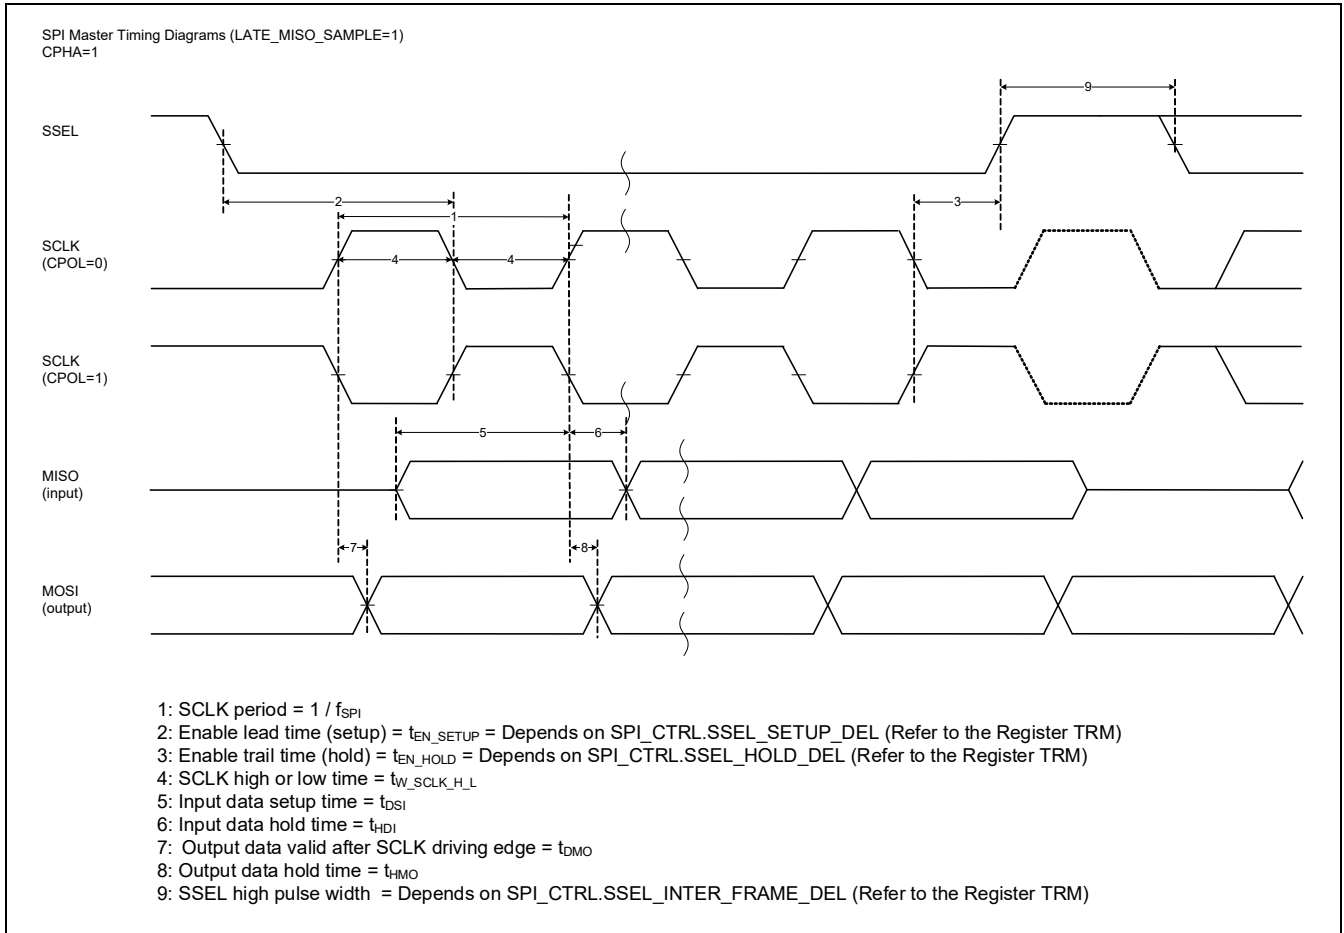 SPI Master Timing Diagrams (LATE_MISO_SAMPLE=1)
CPHA=1
9
SSEL
2
3
1
SCLK
(CPOL=0)
4
4
SCLK
(CPOL=1)
5
6
MISO
(input)
7
8
MOSI
(output)
1: SCLK period = 1 / fSPI
2: Enable lead time (setup) = tEN_SETUP = Depends on SPI_CTRL.SSEL_SETUP_DEL (Refer to the Register TRM)
3: Enable trail time (hold) = tEN_HOLD = Depends on SPI_CTRL.SSEL_HOLD_DEL (Refer to the Register TRM)
4: SCLK high or low time = tW_SCLK_H_L
5: Input data setup time = tDSI
6: Input data hold time = tHDI
7: Output data valid after SCLK driving edge = tDMO
8: Output data hold time = tHMO
9: SSEL high pulse width = Depends on SPI_CTRL.SSEL_INTER_FRAME_DEL (Refer to the Register TRM)